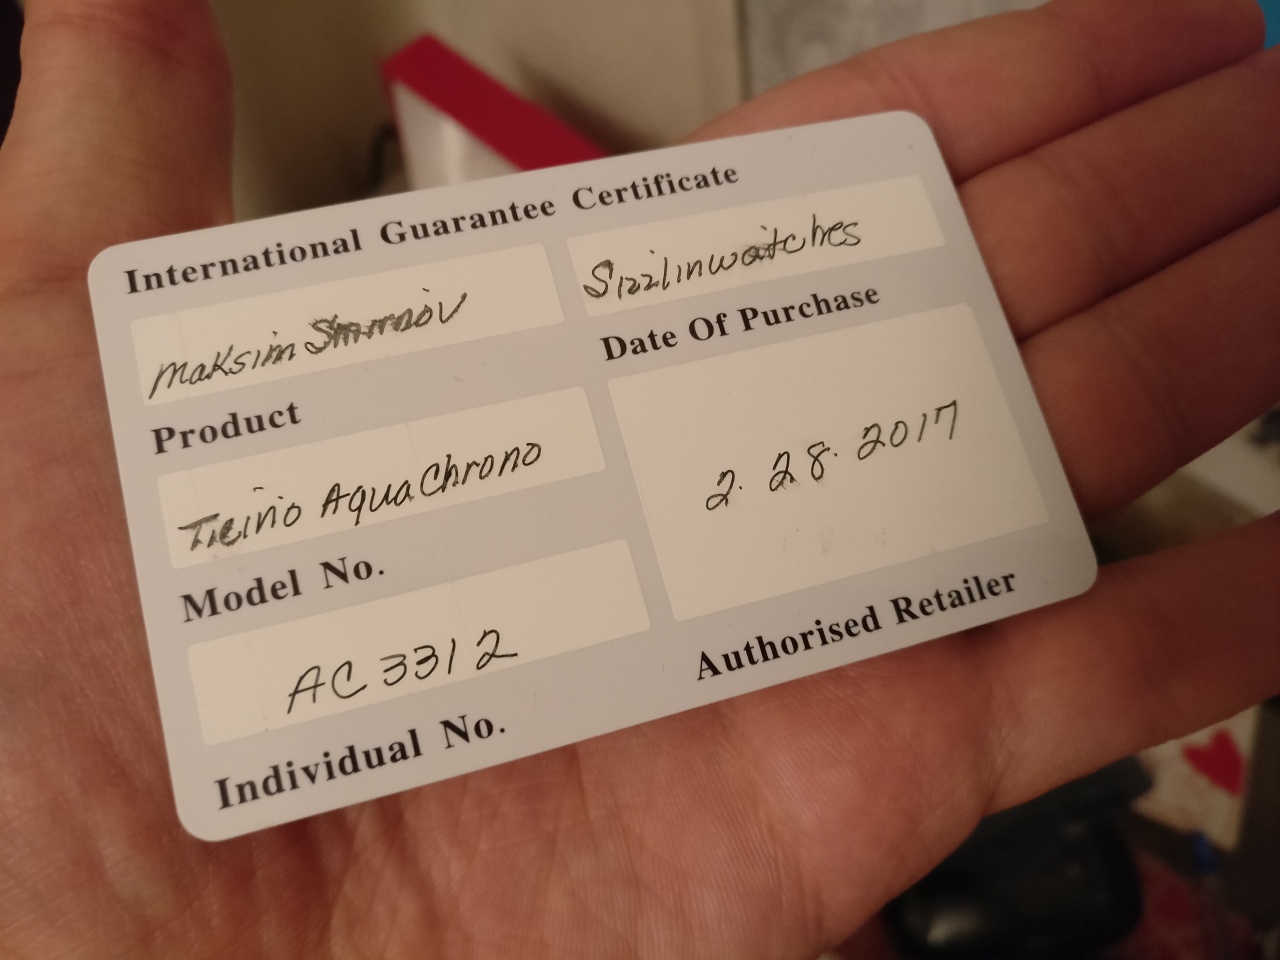 International Guarantee Certificate
Maksim Smirnov
Sizzlinwatches
Product
Date Of Purchase
Ticino AquaChrono
2. 28. 2017
Model No.
AC 3312
Authorised Retailer
Individual No.